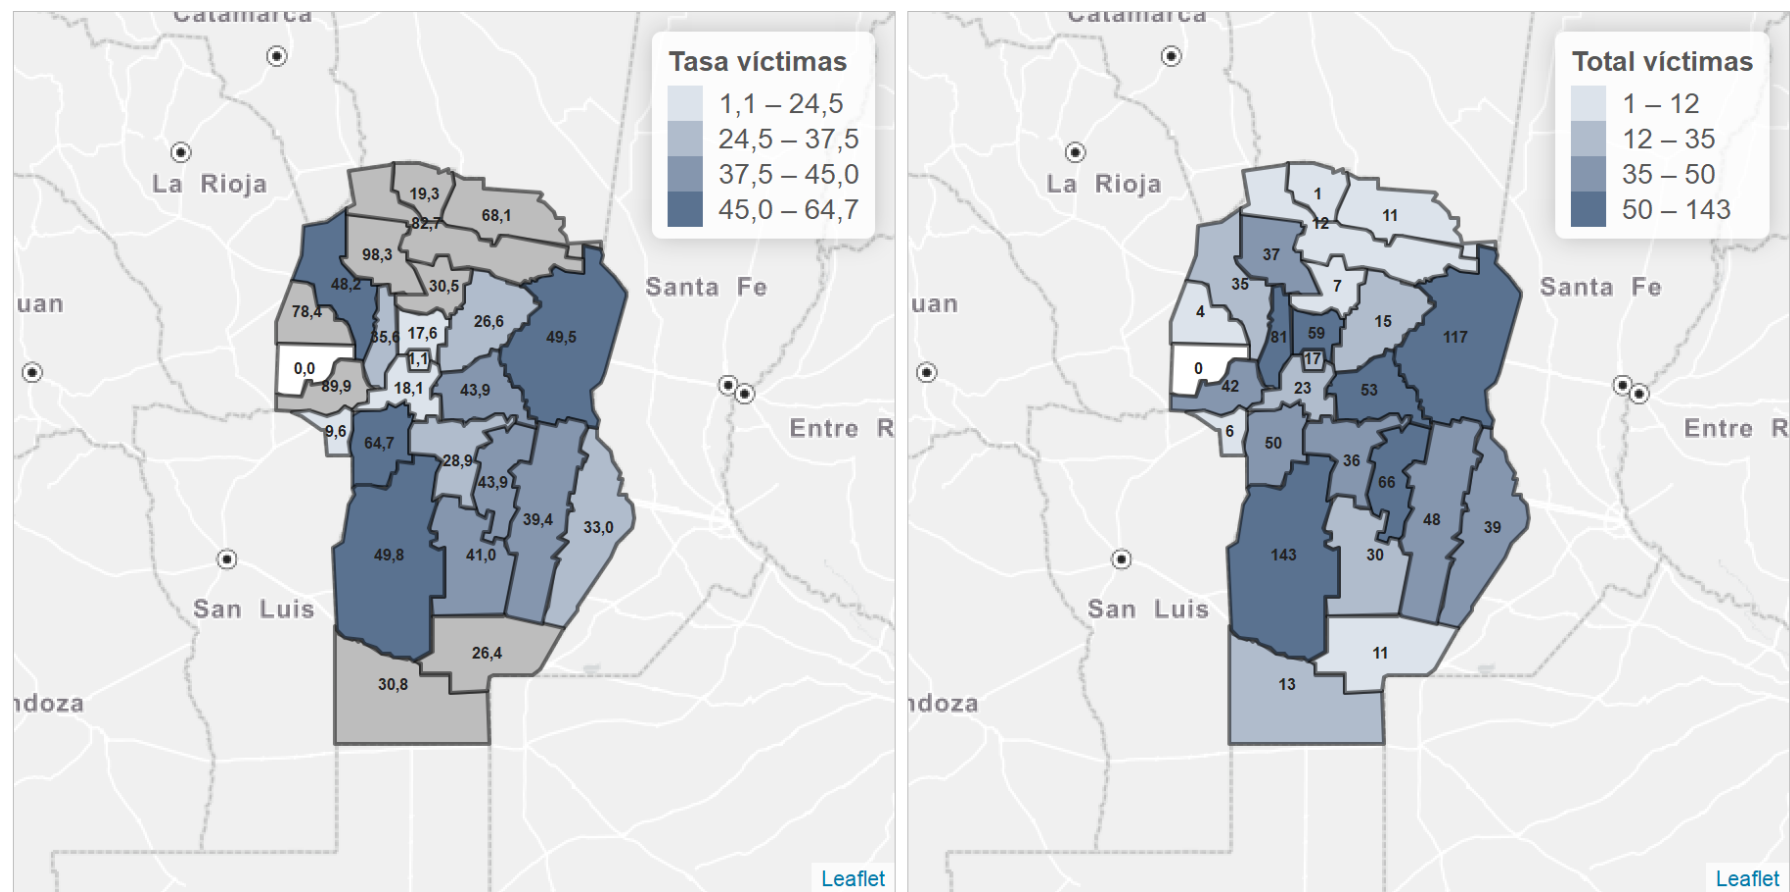 Catamarca
Tasa víctimas
1,1 – 24,5
24,5 – 37,5
37,5 – 45,0
45,0 – 64,7
La Rioja
19,3
68,1
82,7
98,3
48,2
30,5
Santa Fe
uan
78,4
26,6
35,6
17,6
49,5
1,1
0,0
89,9
18,1
43,9
9,6
64,7
Entre R
28,9
43,9
39,4
33,0
49,8
41,0
San Luis
26,4
30,8
ndoza
Leaflet
Catamarca
Total víctimas
1 – 12
12 – 35
35 – 50
50 – 143
La Rioja
1
11
12
37
35
7
Santa Fe
uan
4
15
81
59
117
17
0
42
23
53
6
50
Entre R
36
66
48
39
143
30
San Luis
11
13
ndoza
Leaflet